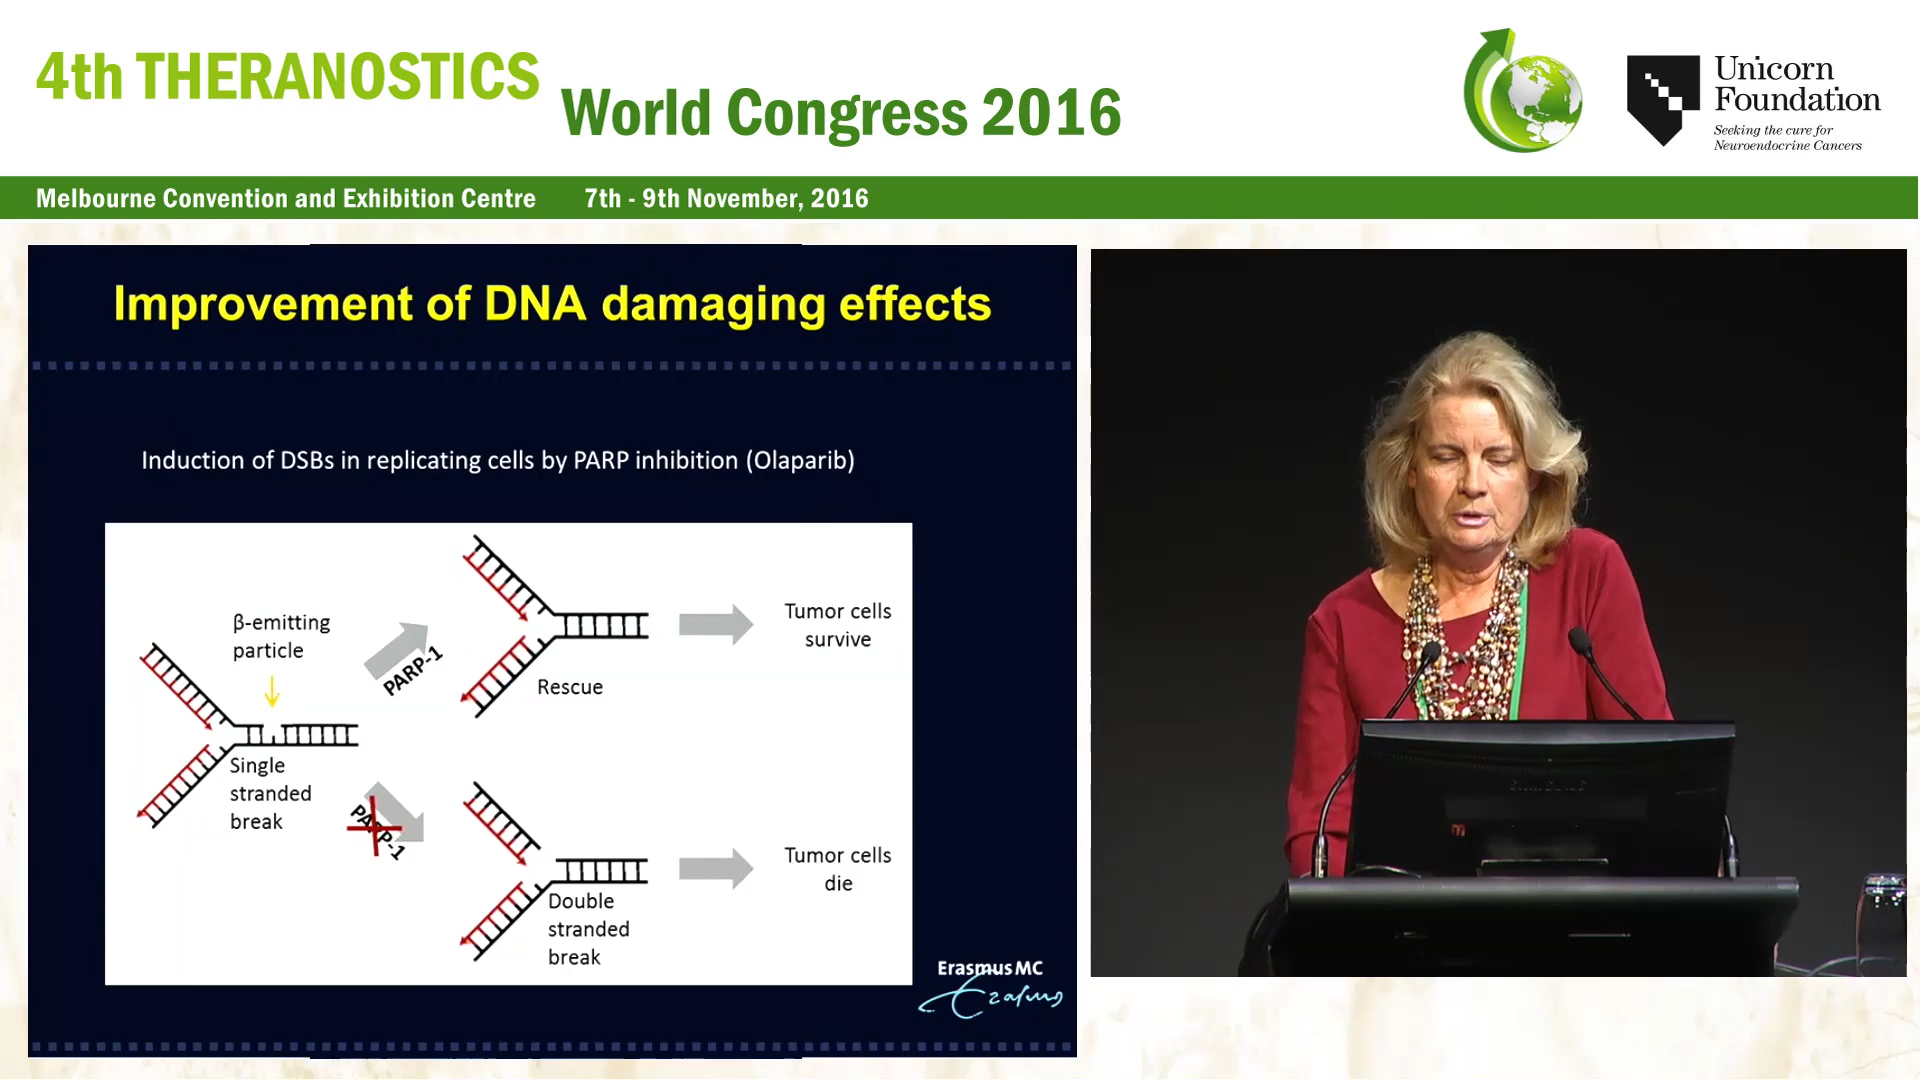 4th THERANOSTICS
World Congress 2016
Unicorn
Foundation
Seeking the cure for
Neuroendocrine Cancers
Melbourne Convention and Exhibition Centre 7th - 9th November, 2016
Improvement of DNA damaging effects
Induction of DSBs in replicating cells by PARP inhibition (Olaparib)
β-emitting
particle
Single
stranded
break
PARP-1
Rescue
Tumor cells
survive
PARP-1
Double
stranded
break
Tumor cells
die
Erasmus MC
Erasmus